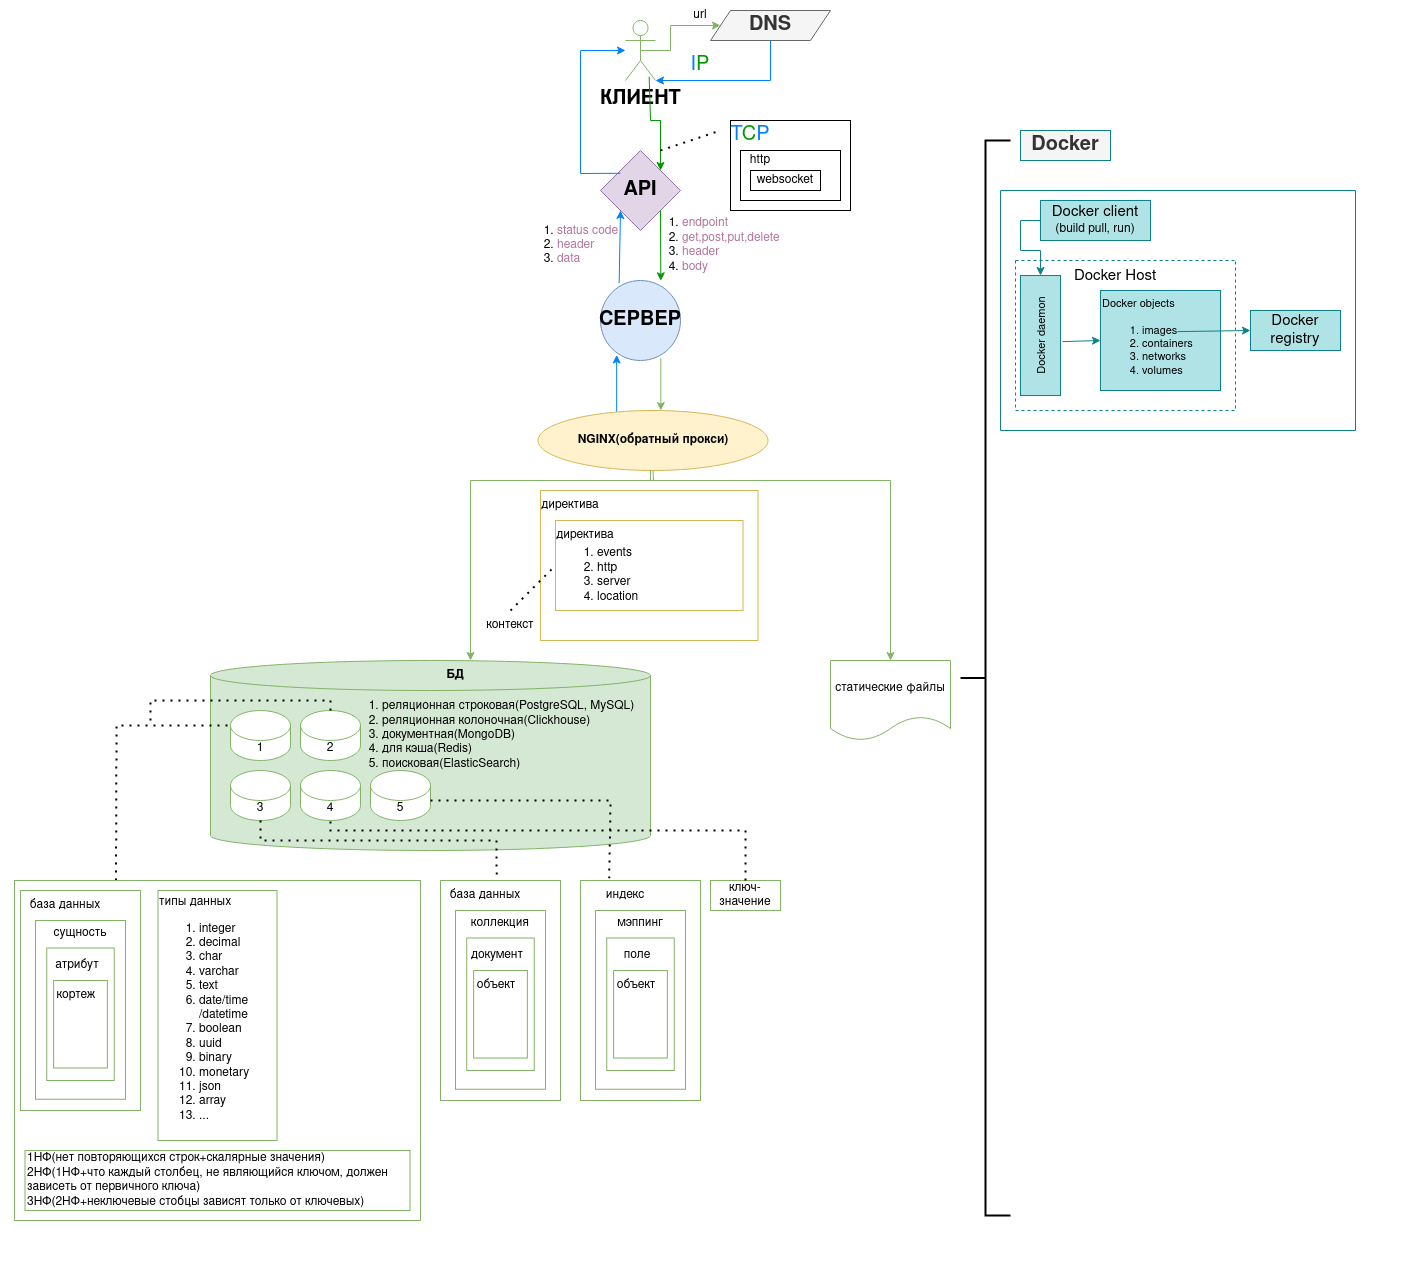 url
DNS
IP
КЛИЕНТ
TCP
http
websocket
API
1. status code
2. header
3. data
1. endpoint
2. get,post,put,delete
3. header
4. body
СЕРВЕР
NGINX(обратный прокси)
директива
директива
1. events
2. http
3. server
4. location
контекст
БД
1. реляционная строковая(PostgreSQL, MySQL)
2. реляционная колоночная(Clickhouse)
3. документная(MongoDB)
4. для кэша(Redis)
5. поисковая(ElasticSearch)
1
2
3
4
5
статические файлы
база данных
сущность
атрибут
кортеж
типы данных
1. integer
2. decimal
3. char
4. varchar
5. text
6. date/time
/datetime
7. boolean
8. uuid
9. binary
10. monetary
11. json
12. array
13. ...
1НФ(нет повторяющихся строк+скалярные значения)
2НФ(1НФ+что каждый столбец, не являющийся ключом, должен
зависеть от первичного ключа)
3НФ(2НФ+неключевые стобцы зависят только от ключевых)
база данных
коллекция
документ
объект
индекс
мэппинг
поле
объект
ключ-
значение
Docker
Docker client
(build pull, run)
Docker Host
Docker daemon
Docker objects
1. images
2. containers
3. networks
4. volumes
Docker
registry